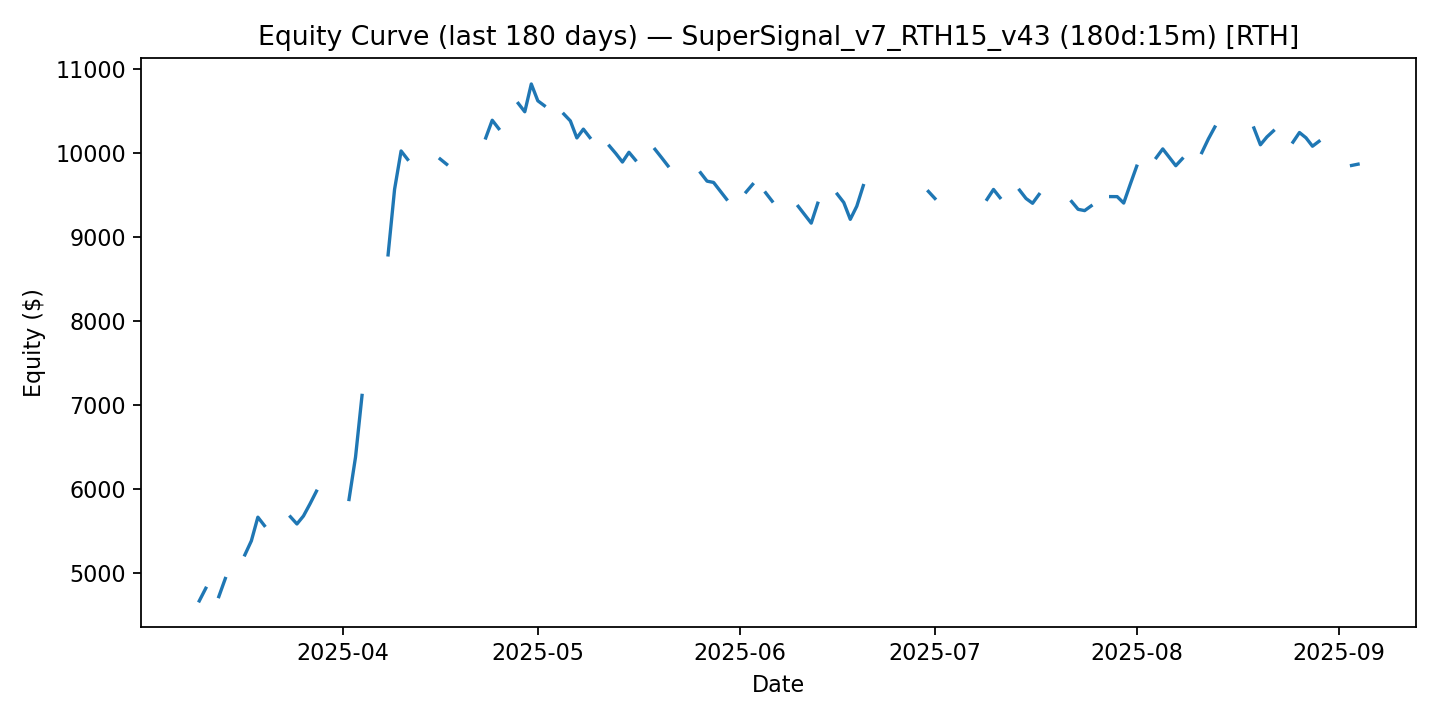 Equity Curve (last 180 days) — SuperSignal_v7_RTH15_v43 (180d:15m) [RTH]
Equity ($)
11000
10000
9000
8000
7000
6000
5000
2025-04 2025-05 2025-06 2025-07 2025-08 2025-09
Date